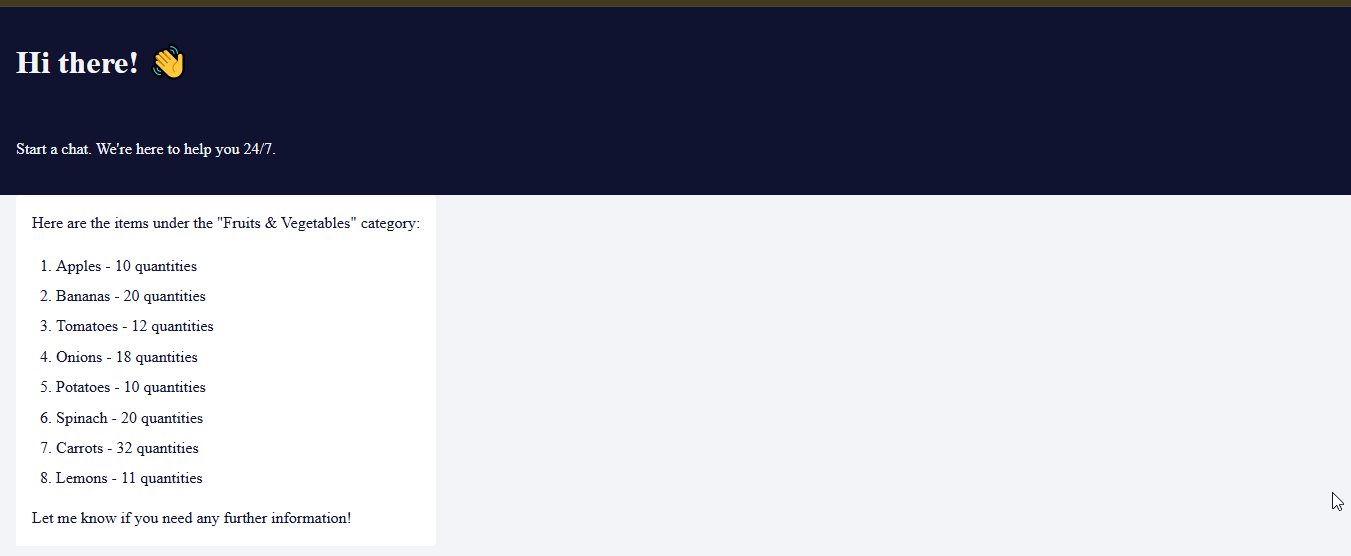 Hi there! 👋
Start a chat. We're here to help you 24/7.
Here are the items under the "Fruits & Vegetables" category:
1. Apples - 10 quantities
2. Bananas - 20 quantities
3. Tomatoes - 12 quantities
4. Onions - 18 quantities
5. Potatoes - 10 quantities
6. Spinach - 20 quantities
7. Carrots - 32 quantities
8. Lemons - 11 quantities
Let me know if you need any further information!